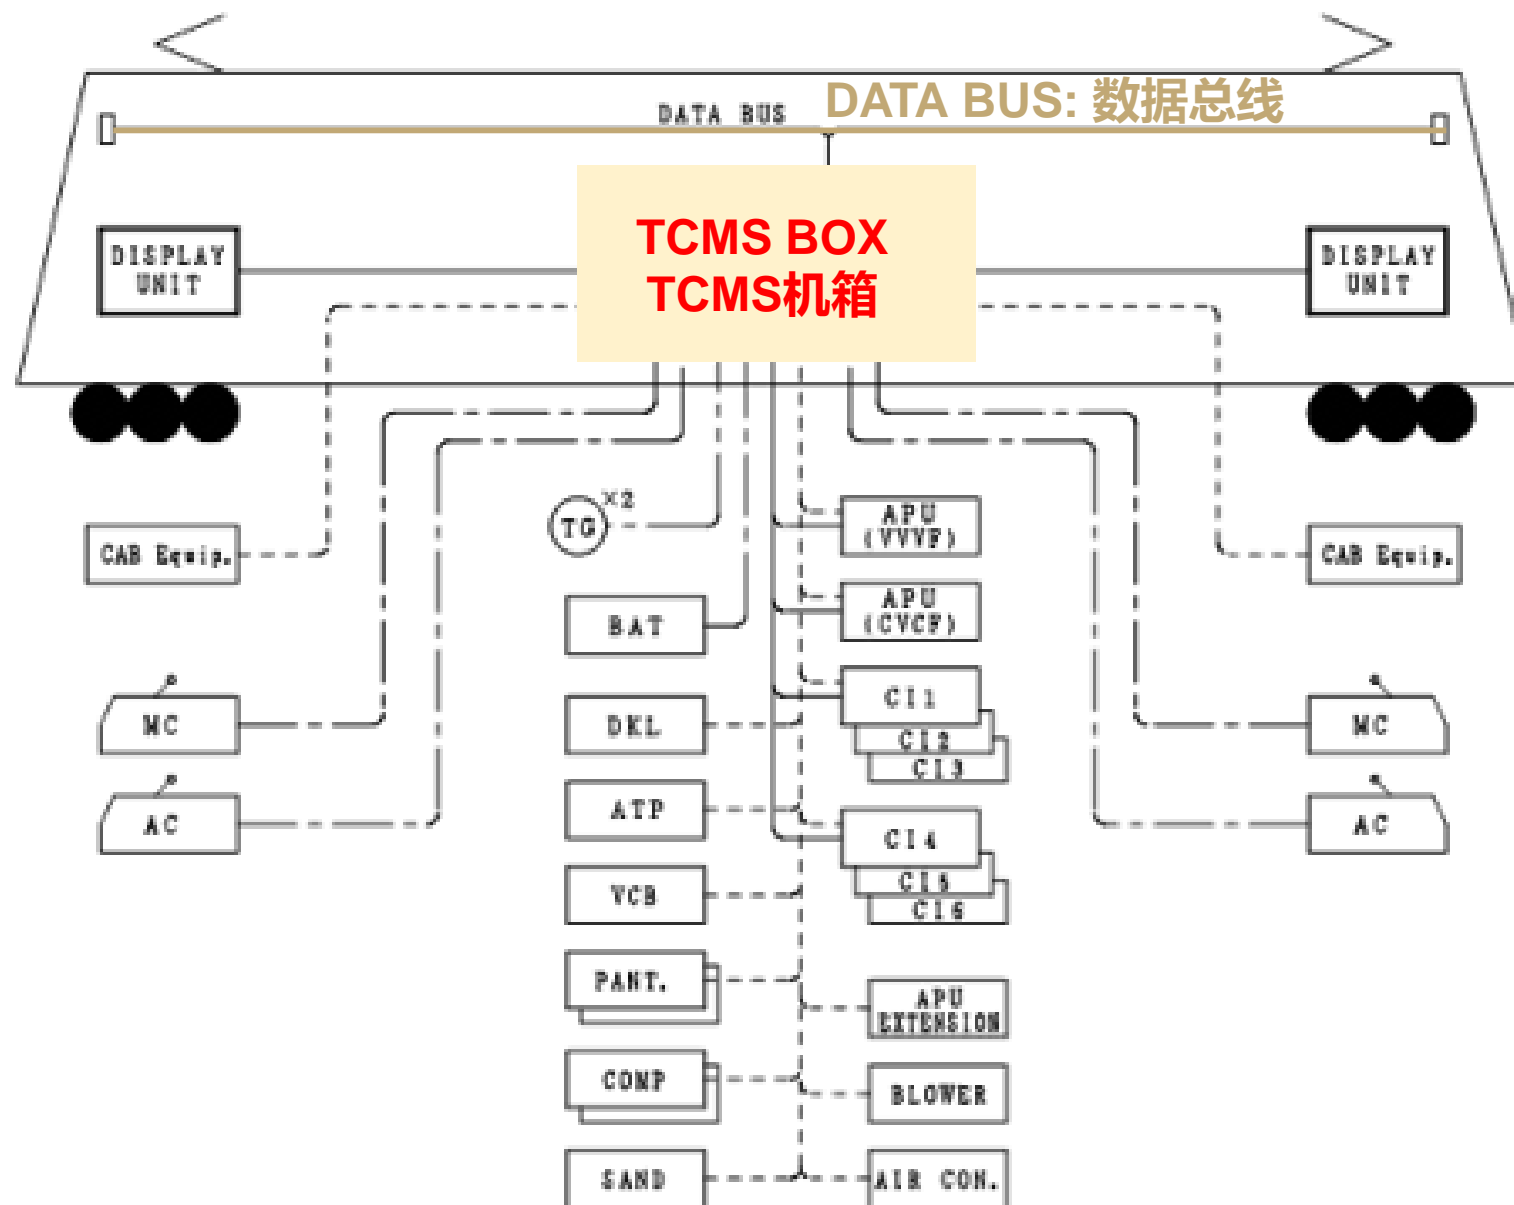 DATA BUS
DATA BUS: 数据总线
TCMS BOX
TCMS机箱
DISPLAY
UNIT
DISPLAY
UNIT
×2
TG
APU
(VVVF)
CAB Equip.
CAB Equip.
APU
(CVCF)
BAT
MC
DKL
CI1
CI2
CI3
MC
AC
ATP
CI4
CI5
CI6
AC
VCB
PANT.
APU
EXTENSION
COMP
BLOWER
SAND
AIR CON.